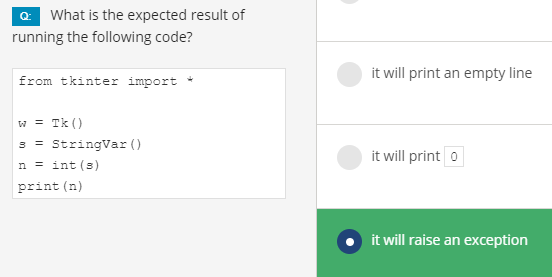 Q: What is the expected result of
running the following code?
from tkinter import *
w = Tk()
s = StringVar()
n = int(s)
print(n)
it will print an empty line
it will print 0
it will raise an exception